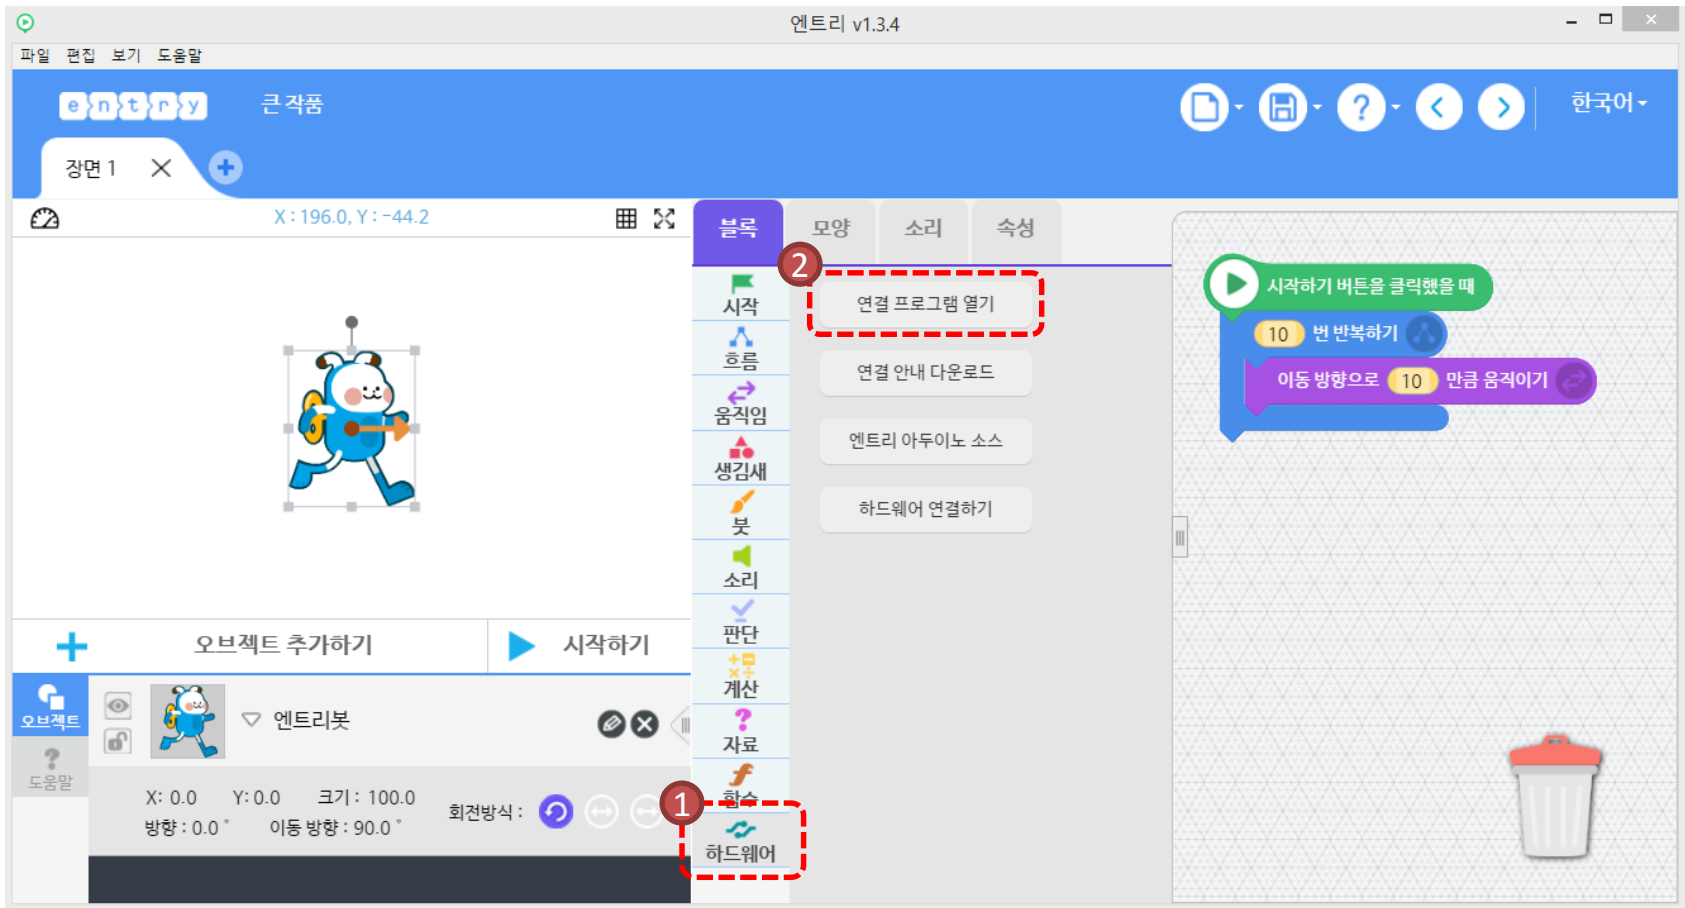 엔트리 v1.3.4
파일 편집 보기 도움말
entry 큰 작품 ? 한국어
장면 1
X : 196.0, Y : -44.2
블록 모양 소리 속성
2
시작
흐름
움직임
생김새
붓
소리
판단
계산
자료
함수
1
하드웨어
연결 프로그램 열기
연결 안내 다운로드
엔트리 아두이노 소스
하드웨어 연결하기
시작하기 버튼을 클릭했을 때
10 번 반복하기
이동 방향으로 10 만큼 움직이기
오브젝트 추가하기 시작하기
오브젝트
? 도움말
엔트리봇
X: 0.0 Y: 0.0 크기 : 100.0
방향 : 0.0 ˚ 이동 방향 : 90.0 ˚
회전방식 :